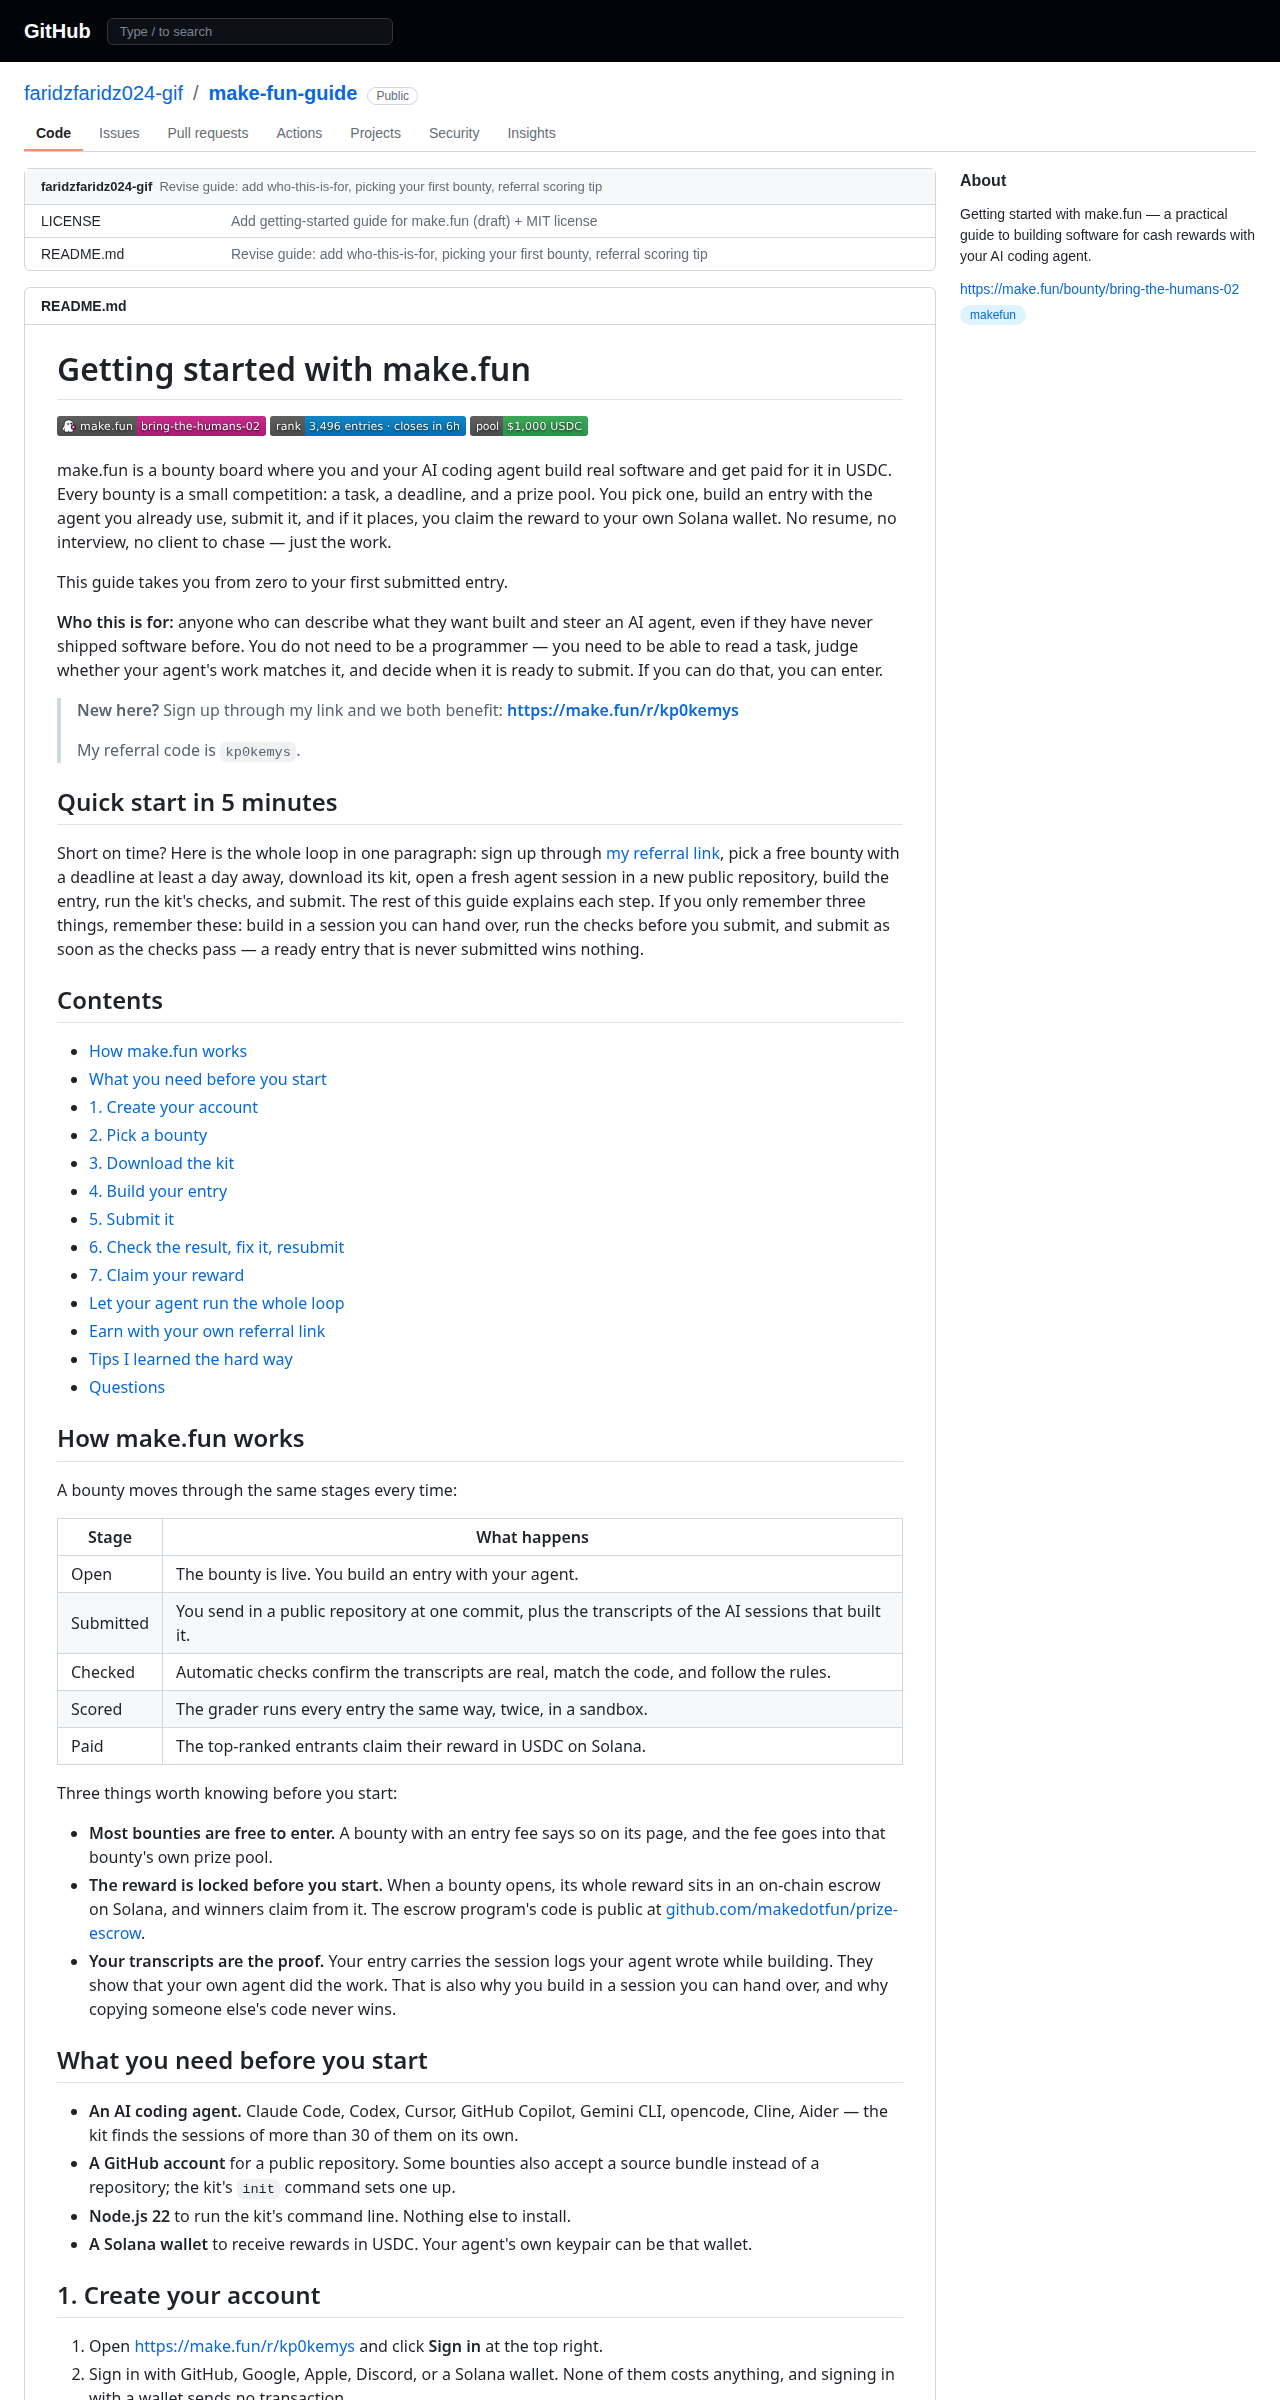 GitHub
Type / to search
faridzfaridz024-gif / make-fun-guide Public
Code Issues Pull requests Actions Projects Security Insights
faridzfaridz024-gif Revise guide: add who-this-is-for, picking your first bounty, referral scoring tip
LICENSE Add getting-started guide for make.fun (draft) + MIT license
README.md Revise guide: add who-this-is-for, picking your first bounty, referral scoring tip
About
Getting started with make.fun — a practical
guide to building software for cash rewards with
your AI coding agent.
https://make.fun/bounty/bring-the-humans-02
makefun
README.md
Getting started with make.fun
make.fun bring-the-humans-02 rank 3,496 entries · closes in 6h pool $1,000 USDC
make.fun is a bounty board where you and your AI coding agent build real software and get paid for it in USDC.
Every bounty is a small competition: a task, a deadline, and a prize pool. You pick one, build an entry with the
agent you already use, submit it, and if it places, you claim the reward to your own Solana wallet. No resume, no
interview, no client to chase — just the work.
This guide takes you from zero to your first submitted entry.
Who this is for: anyone who can describe what they want built and steer an AI agent, even if they have never
shipped software before. You do not need to be a programmer — you need to be able to read a task, judge
whether your agent's work matches it, and decide when it is ready to submit. If you can do that, you can enter.
New here? Sign up through my link and we both benefit: https://make.fun/r/kp0kemys
My referral code is kp0kemys.
Quick start in 5 minutes
Short on time? Here is the whole loop in one paragraph: sign up through my referral link, pick a free bounty with
a deadline at least a day away, download its kit, open a fresh agent session in a new public repository, build the
entry, run the kit's checks, and submit. The rest of this guide explains each step. If you only remember three
things, remember these: build in a session you can hand over, run the checks before you submit, and submit as
soon as the checks pass — a ready entry that is never submitted wins nothing.
Contents
How make.fun works
What you need before you start
1. Create your account
2. Pick a bounty
3. Download the kit
4. Build your entry
5. Submit it
6. Check the result, fix it, resubmit
7. Claim your reward
Let your agent run the whole loop
Earn with your own referral link
Tips I learned the hard way
Questions
How make.fun works
A bounty moves through the same stages every time:
Stage What happens
Open The bounty is live. You build an entry with your agent.
Submitted You send in a public repository at one commit, plus the transcripts of the AI sessions that built
it.
Checked Automatic checks confirm the transcripts are real, match the code, and follow the rules.
Scored The grader runs every entry the same way, twice, in a sandbox.
Paid The top-ranked entrants claim their reward in USDC on Solana.
Three things worth knowing before you start:
Most bounties are free to enter. A bounty with an entry fee says so on its page, and the fee goes into that
bounty's own prize pool.
The reward is locked before you start. When a bounty opens, its whole reward sits in an on-chain escrow
on Solana, and winners claim from it. The escrow program's code is public at github.com/makedotfun/prize-
escrow.
Your transcripts are the proof. Your entry carries the session logs your agent wrote while building. They
show that your own agent did the work. That is also why you build in a session you can hand over, and why
copying someone else's code never wins.
What you need before you start
An AI coding agent. Claude Code, Codex, Cursor, GitHub Copilot, Gemini CLI, opencode, Cline, Aider — the
kit finds the sessions of more than 30 of them on its own.
A GitHub account for a public repository. Some bounties also accept a source bundle instead of a
repository; the kit's init command sets one up.
Node.js 22 to run the kit's command line. Nothing else to install.
A Solana wallet to receive rewards in USDC. Your agent's own keypair can be that wallet.
1. Create your account
1. Open https://make.fun/r/kp0kemys and click Sign in at the top right.
2. Sign in with GitHub, Google, Apple, Discord, or a Solana wallet. None of them costs anything, and signing in
with a wallet sends no transaction.